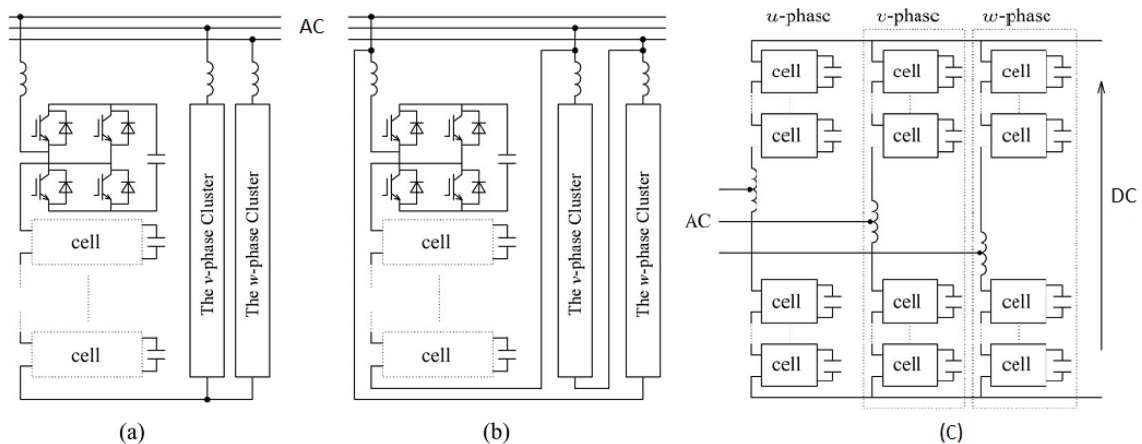 AC
The v-phase Cluster
The w-phase Cluster
cell
cell
(a)
The v-phase Cluster
The w-phase Cluster
cell
cell
(b)
u-phase
v-phase
w-phase
cell
cell
cell
cell
cell
cell
AC
DC
cell
cell
cell
cell
cell
cell
(C)